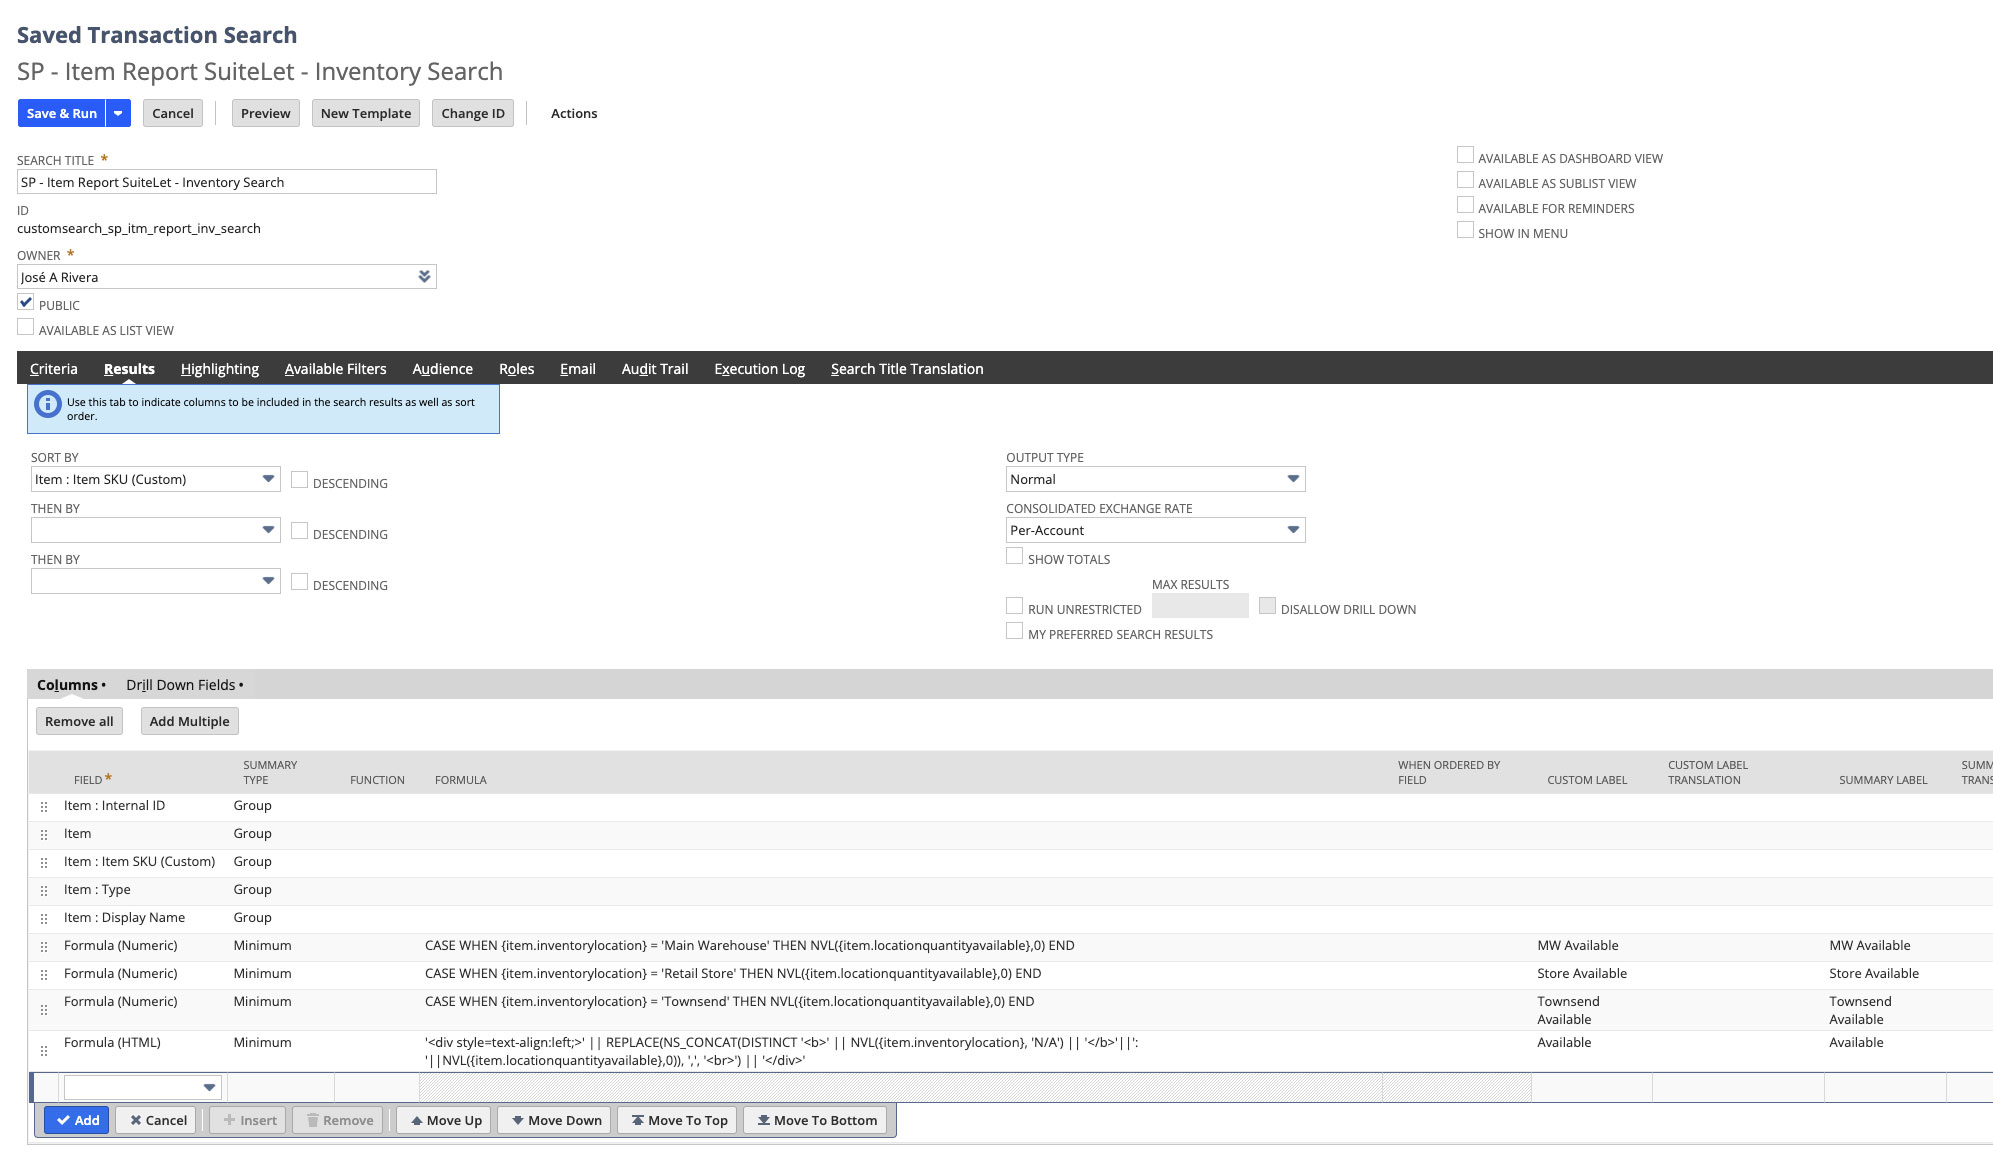 Saved Transaction Search
SP - Item Report SuiteLet - Inventory Search
Save & Run
Cancel
Preview
New Template
Change ID
Actions
SEARCH TITLE *
SP - Item Report SuiteLet - Inventory Search
ID
customsearch_sp_itm_report_inv_search
OWNER *
José A Rivera
PUBLIC
AVAILABLE AS LIST VIEW
AVAILABLE AS DASHBOARD VIEW
AVAILABLE AS SUBLIST VIEW
AVAILABLE FOR REMINDERS
SHOW IN MENU
Criteria Results Highlighting Available Filters Audience Roles Email Audit Trail Execution Log Search Title Translation
Use this tab to indicate columns to be included in the search results as well as sort
order.
SORT BY
Item : Item SKU (Custom)
DESCENDING
THEN BY
DESCENDING
THEN BY
DESCENDING
OUTPUT TYPE
Normal
CONSOLIDATED EXCHANGE RATE
Per-Account
SHOW TOTALS
MAX RESULTS
RUN UNRESTRICTED
DISALLOW DRILL DOWN
MY PREFERRED SEARCH RESULTS
Columns • Drill Down Fields •
Remove all
Add Multiple
FIELD *
SUMMARY
TYPE
FUNCTION
FORMULA
WHEN ORDERED BY
FIELD
CUSTOM LABEL
CUSTOM LABEL
TRANSLATION
SUMMARY LABEL
SUMM
TRANS
Item : Internal ID Group
Item Group
Item : Item SKU (Custom) Group
Item : Type Group
Item : Display Name Group
Formula (Numeric) Minimum CASE WHEN {item.inventorylocation} = 'Main Warehouse' THEN NVL({item.locationquantityavailable},0) END MW Available MW Available
Formula (Numeric) Minimum CASE WHEN {item.inventorylocation} = 'Retail Store' THEN NVL({item.locationquantityavailable},0) END Store Available Store Available
Formula (Numeric) Minimum CASE WHEN {item.inventorylocation} = 'Townsend' THEN NVL({item.locationquantityavailable},0) END Townsend Townsend
Available Available
Formula (HTML) Minimum '<div style=text-align:left;>' || REPLACE(NS_CONCAT(DISTINCT '<b>' || NVL({item.inventorylocation}, 'N/A') || '</b>'||': Available Available
'||NVL({item.locationquantityavailable},0)), ',', '<br>') || '</div>'
Add
Cancel
Insert
Remove
Move Up
Move Down
Move To Top
Move To Bottom